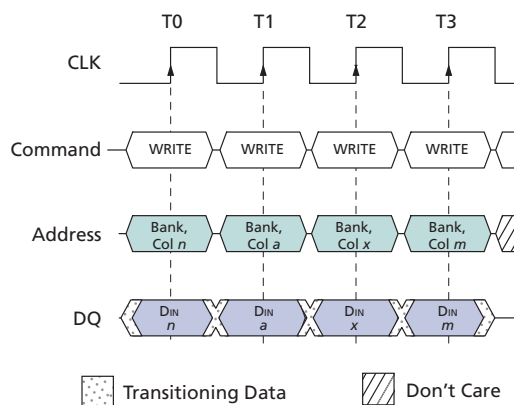 T0 T1 T2 T3
CLK
Command WRITE WRITE WRITE WRITE
Address Bank, Col n Bank, Col a Bank, Col x Bank, Col m
DQ DIN n DIN a DIN x DIN m
Transitioning Data Don't Care